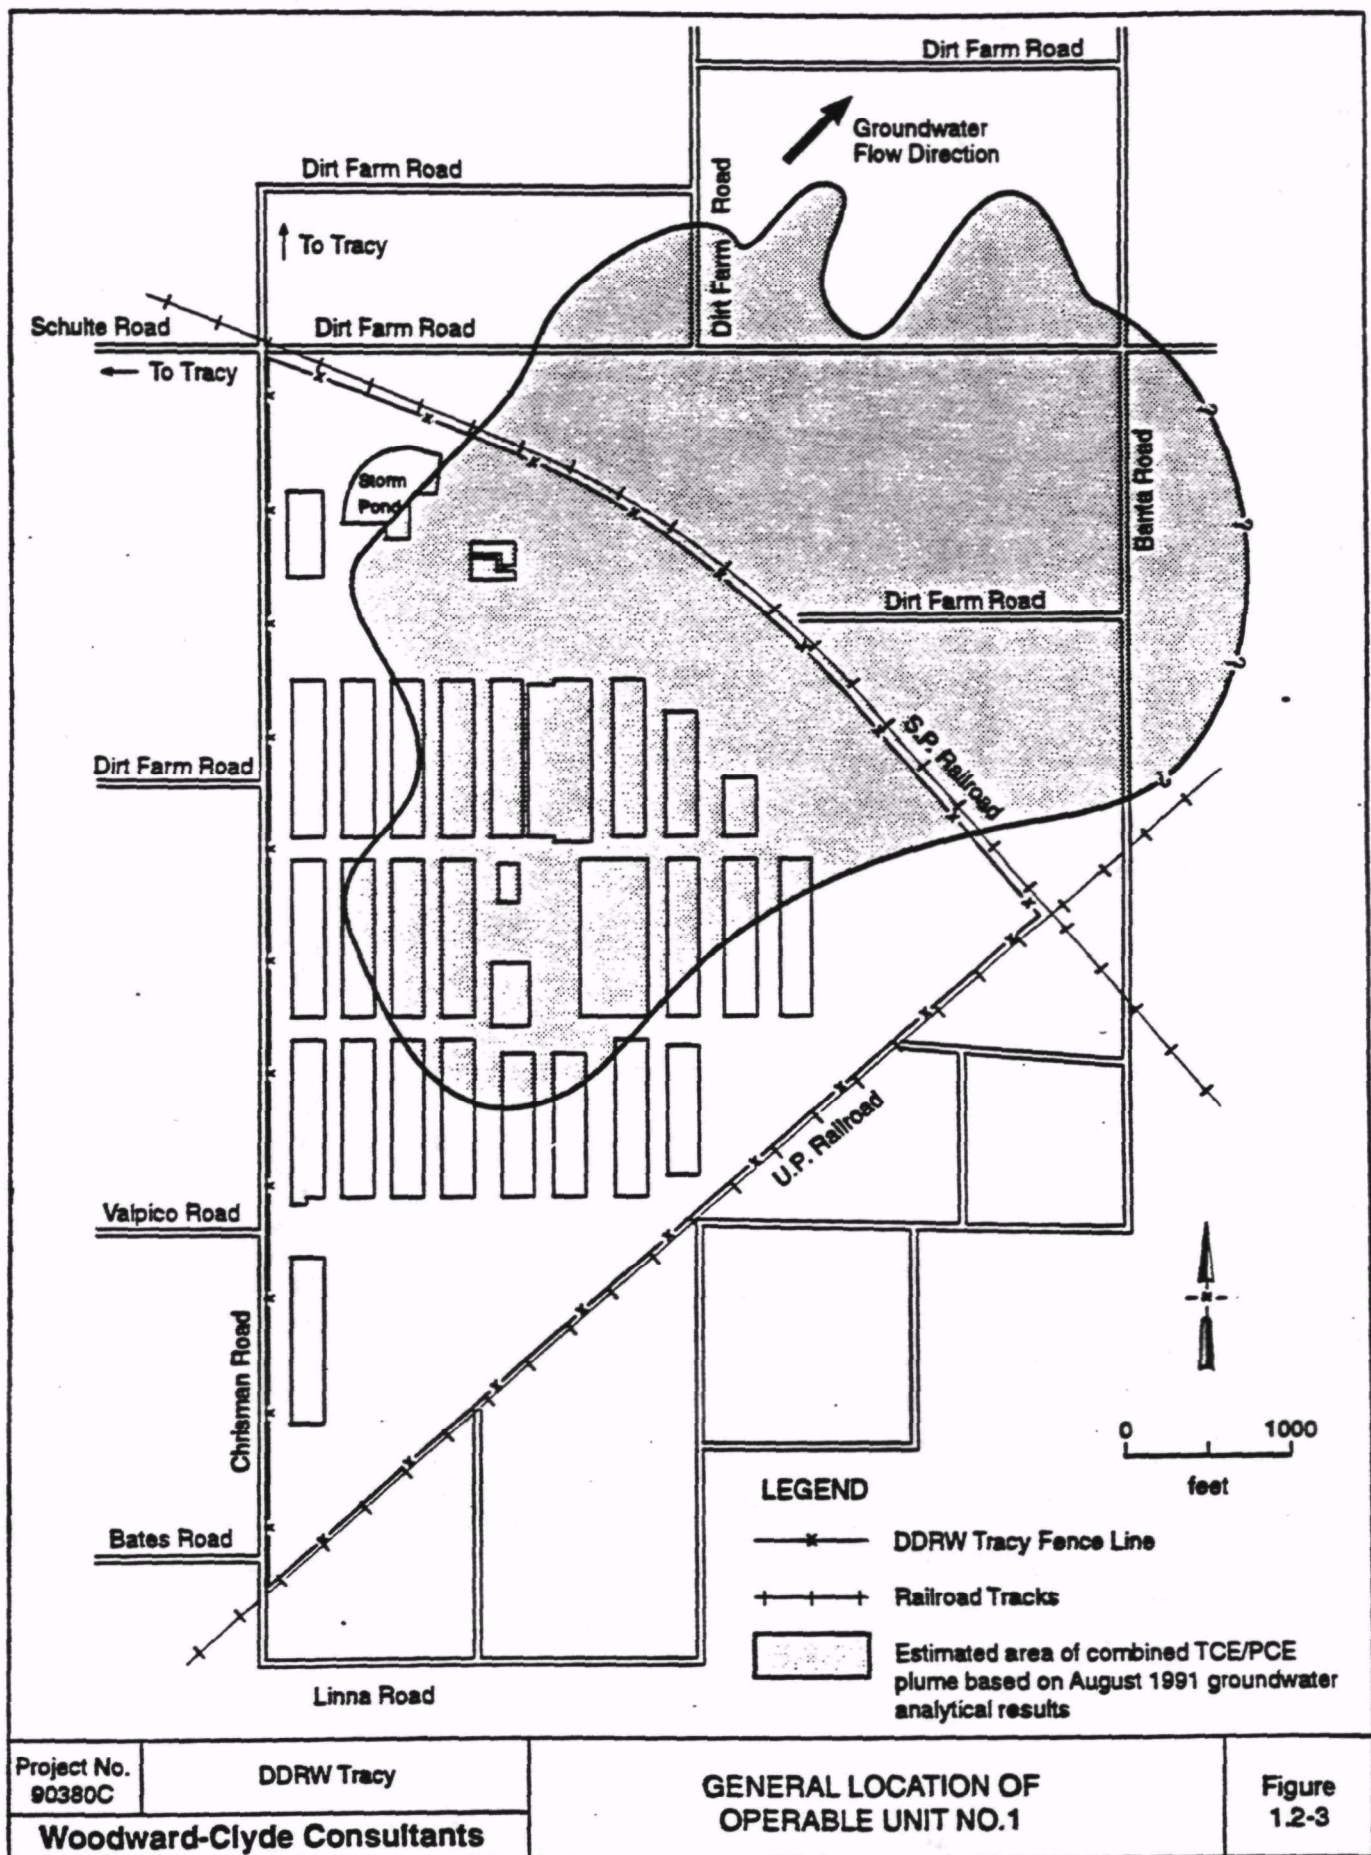 Dirt Farm Road
Groundwater
Flow Direction
Dirt Farm Road
Dirt Farm Road
To Tracy
Schulte Road
Dirt Farm Road
To Tracy
Storm
Pond
Banta Road
?
?
Dirt Farm Road
?
S.P. Railroad
Dirt Farm Road
?
U.P. Railroad
Valpico Road
Chrisman Road
0 1000
feet
LEGEND
DDRW Tracy Fence Line
Bates Road
Railroad Tracks
Estimated area of combined TCE/PCE
plume based on August 1991 groundwater
analytical results
Linna Road
Project No.
90380C
DDRW Tracy
Woodward-Clyde Consultants
GENERAL LOCATION OF
OPERABLE UNIT NO.1
Figure
1.2-3